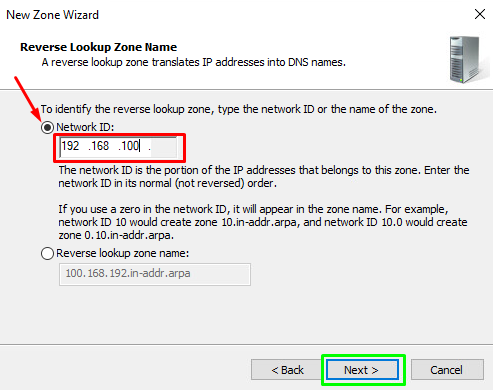 New Zone Wizard
Reverse Lookup Zone Name
A reverse lookup zone translates IP addresses into DNS names.
To identify the reverse lookup zone, type the network ID or the name of the zone.
Network ID:
192 .168 .100 .
The network ID is the portion of the IP addresses that belongs to this zone. Enter the
network ID in its normal (not reversed) order.
If you use a zero in the network ID, it will appear in the zone name. For example,
network ID 10 would create zone 10.in-addr.arpa, and network ID 10.0 would create
zone 0.10.in-addr.arpa.
Reverse lookup zone name:
100.168.192.in-addr.arpa
< Back
Next >
Cancel